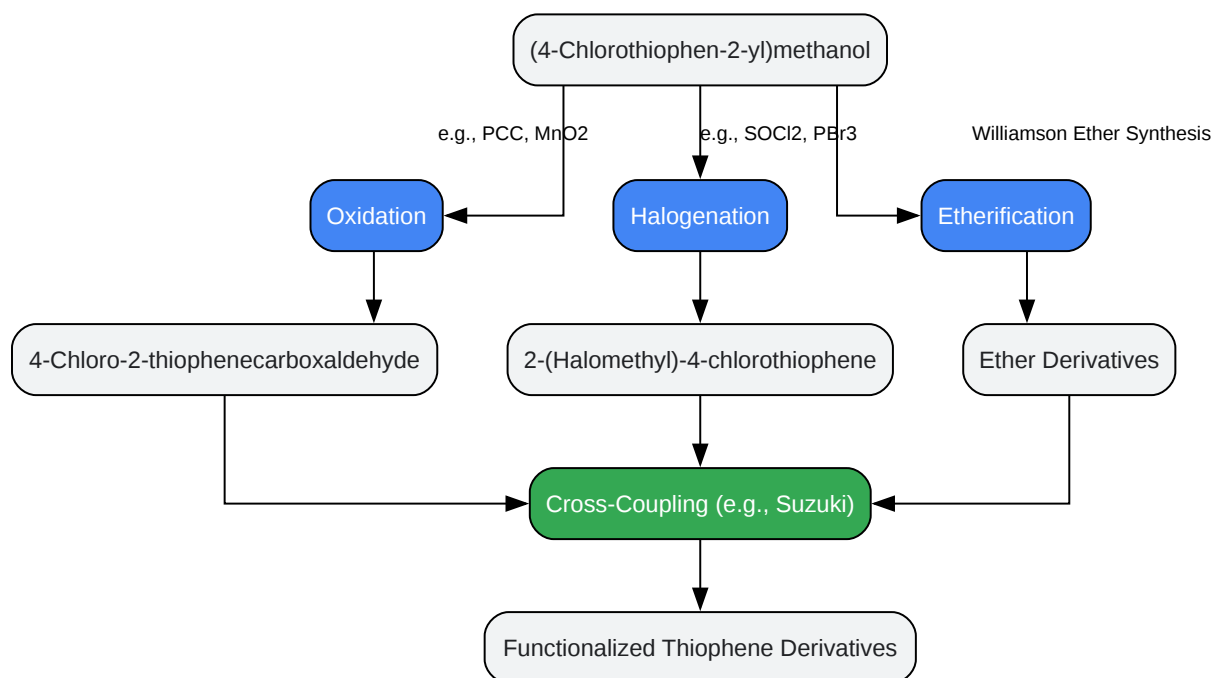 (4-Chlorothiophen-2-yl)methanol
e.g., PCC, MnO2
e.g., SOCl2, PBr3
Williamson Ether Synthesis
Oxidation
Halogenation
Etherification
4-Chloro-2-thiophenecarboxaldehyde
2-(Halomethyl)-4-chlorothiophene
Ether Derivatives
Cross-Coupling (e.g., Suzuki)
Functionalized Thiophene Derivatives